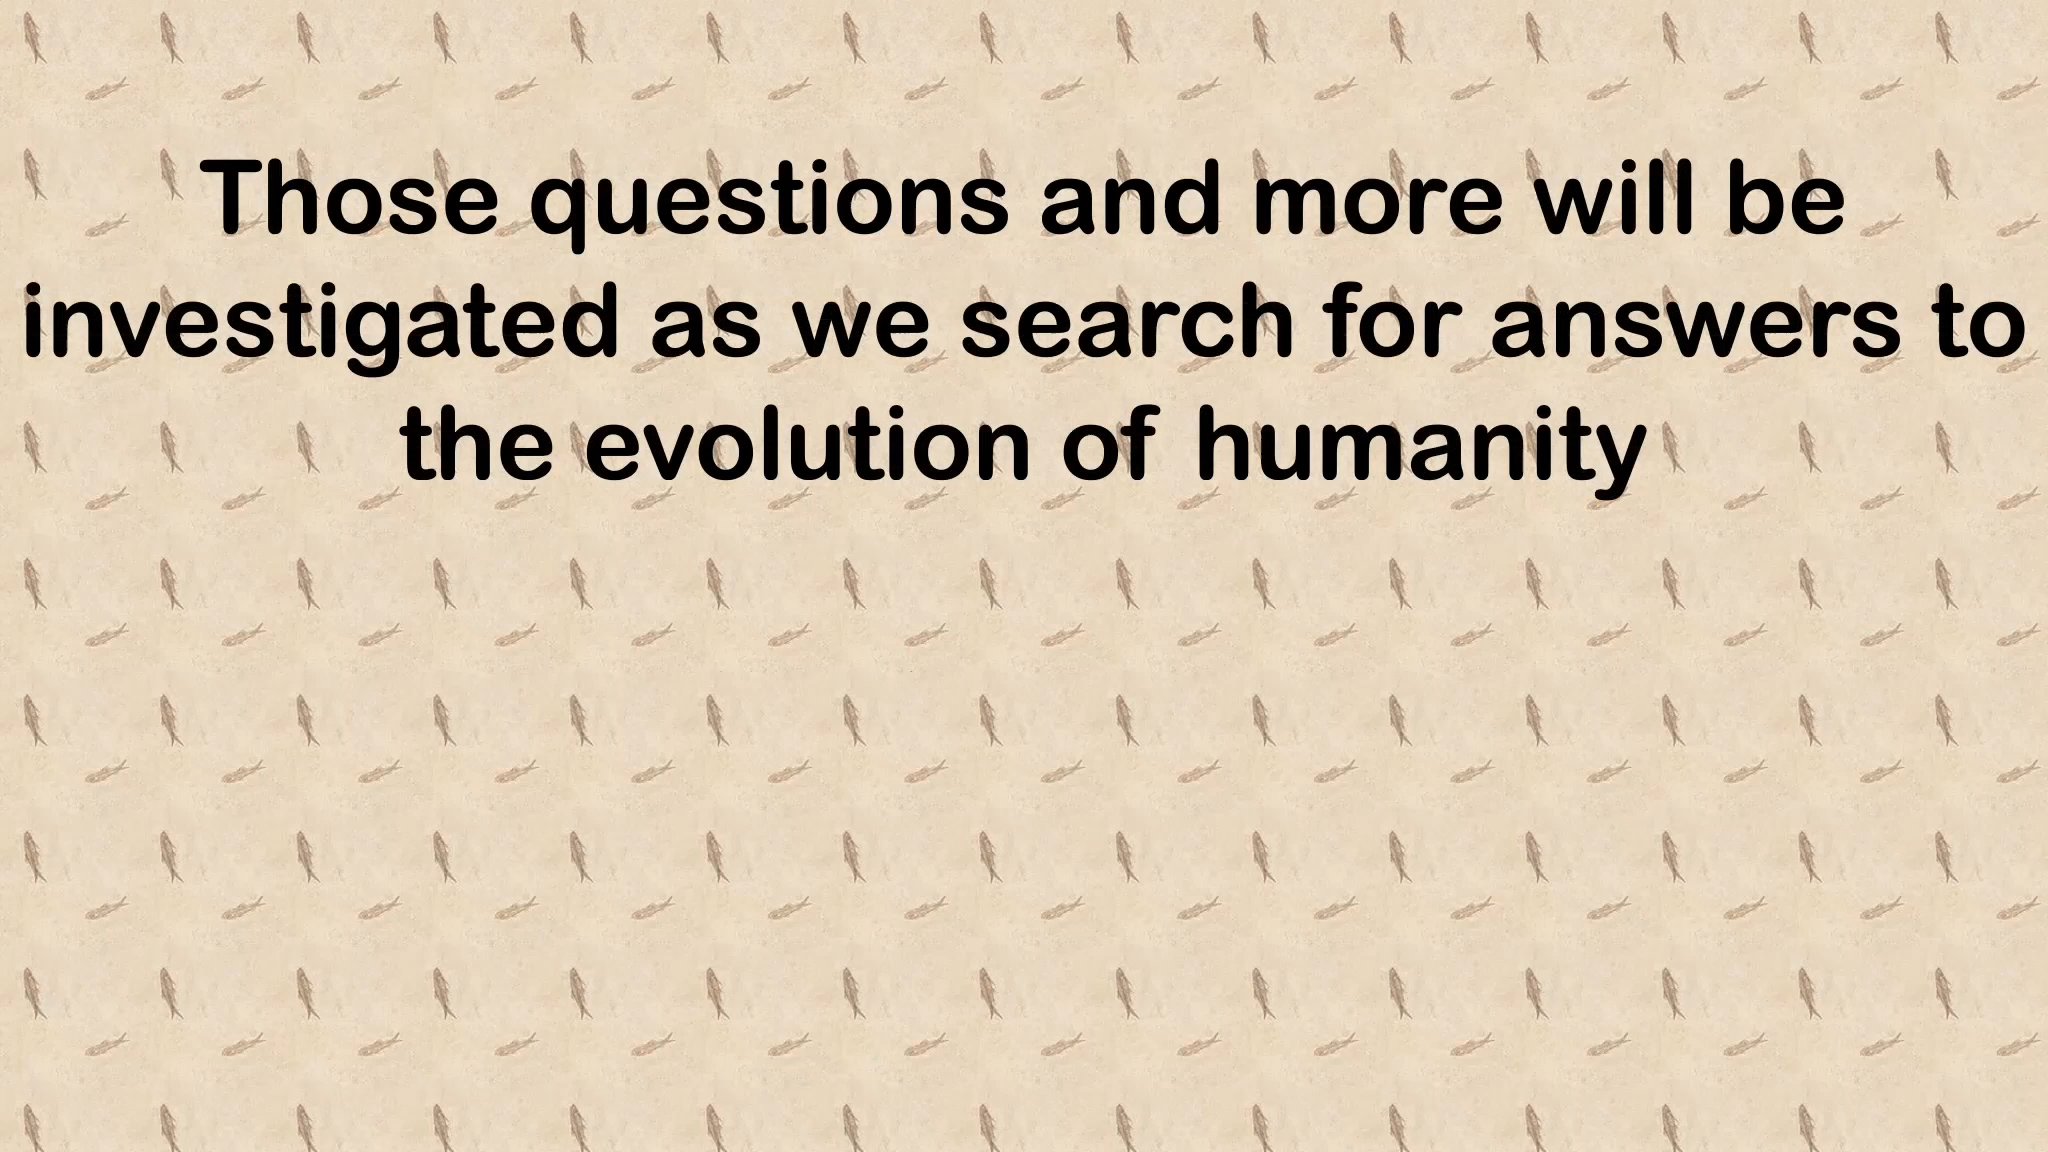 Those questions and more will be
investigated as we search for answers to
the evolution of humanity